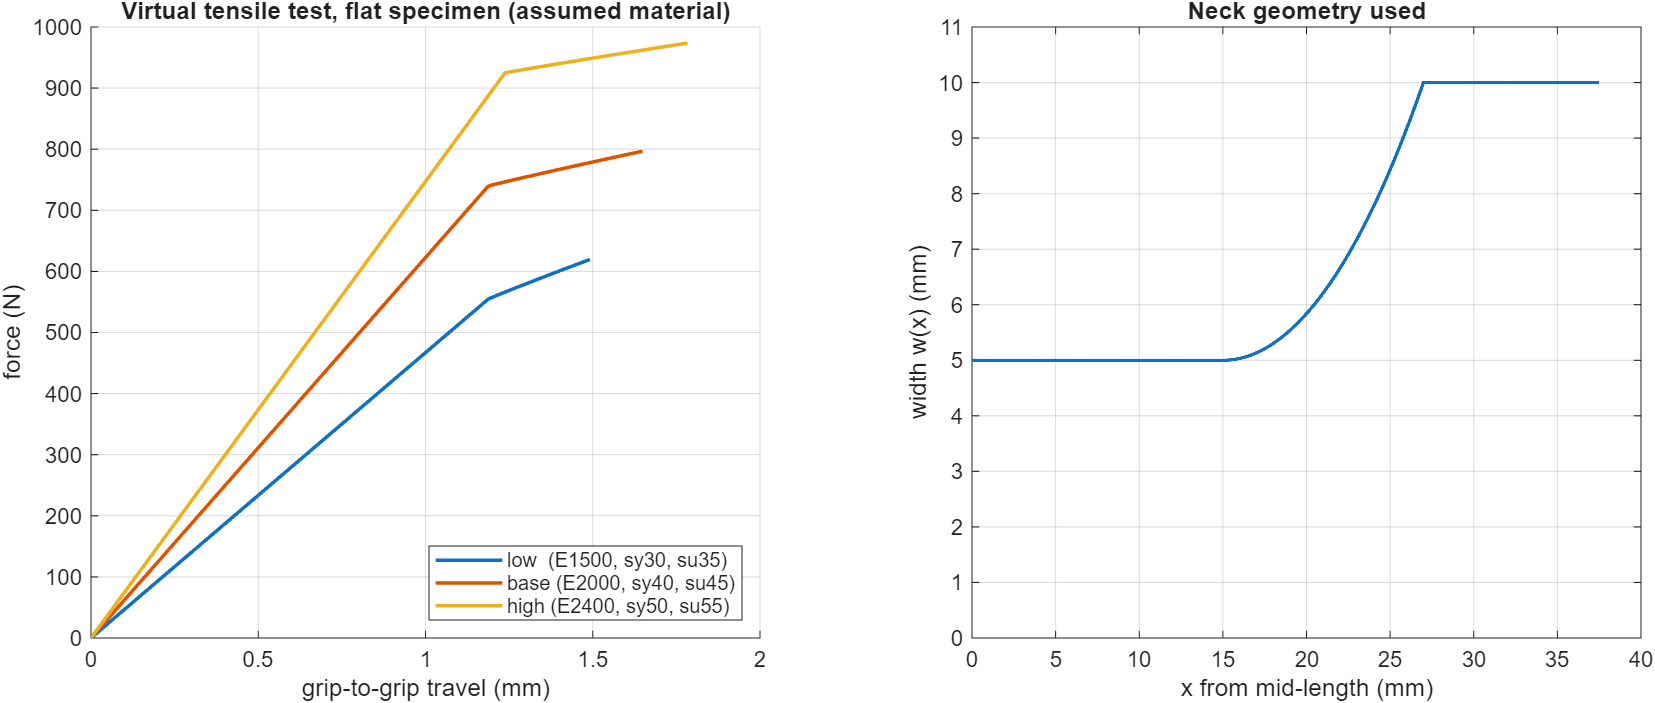 Virtual tensile test, flat specimen (assumed material)
force (N)
1000
900
800
700
600
500
400
300
200
100
0
0 0.5 1 1.5 2
grip-to-grip travel (mm)
low  (E1500, sy30, su35)
base (E2000, sy40, su45)
high (E2400, sy50, su55)
Neck geometry used
width w(x) (mm)
11
10
9
8
7
6
5
4
3
2
1
0
0 5 10 15 20 25 30 35 40
x from mid-length (mm)